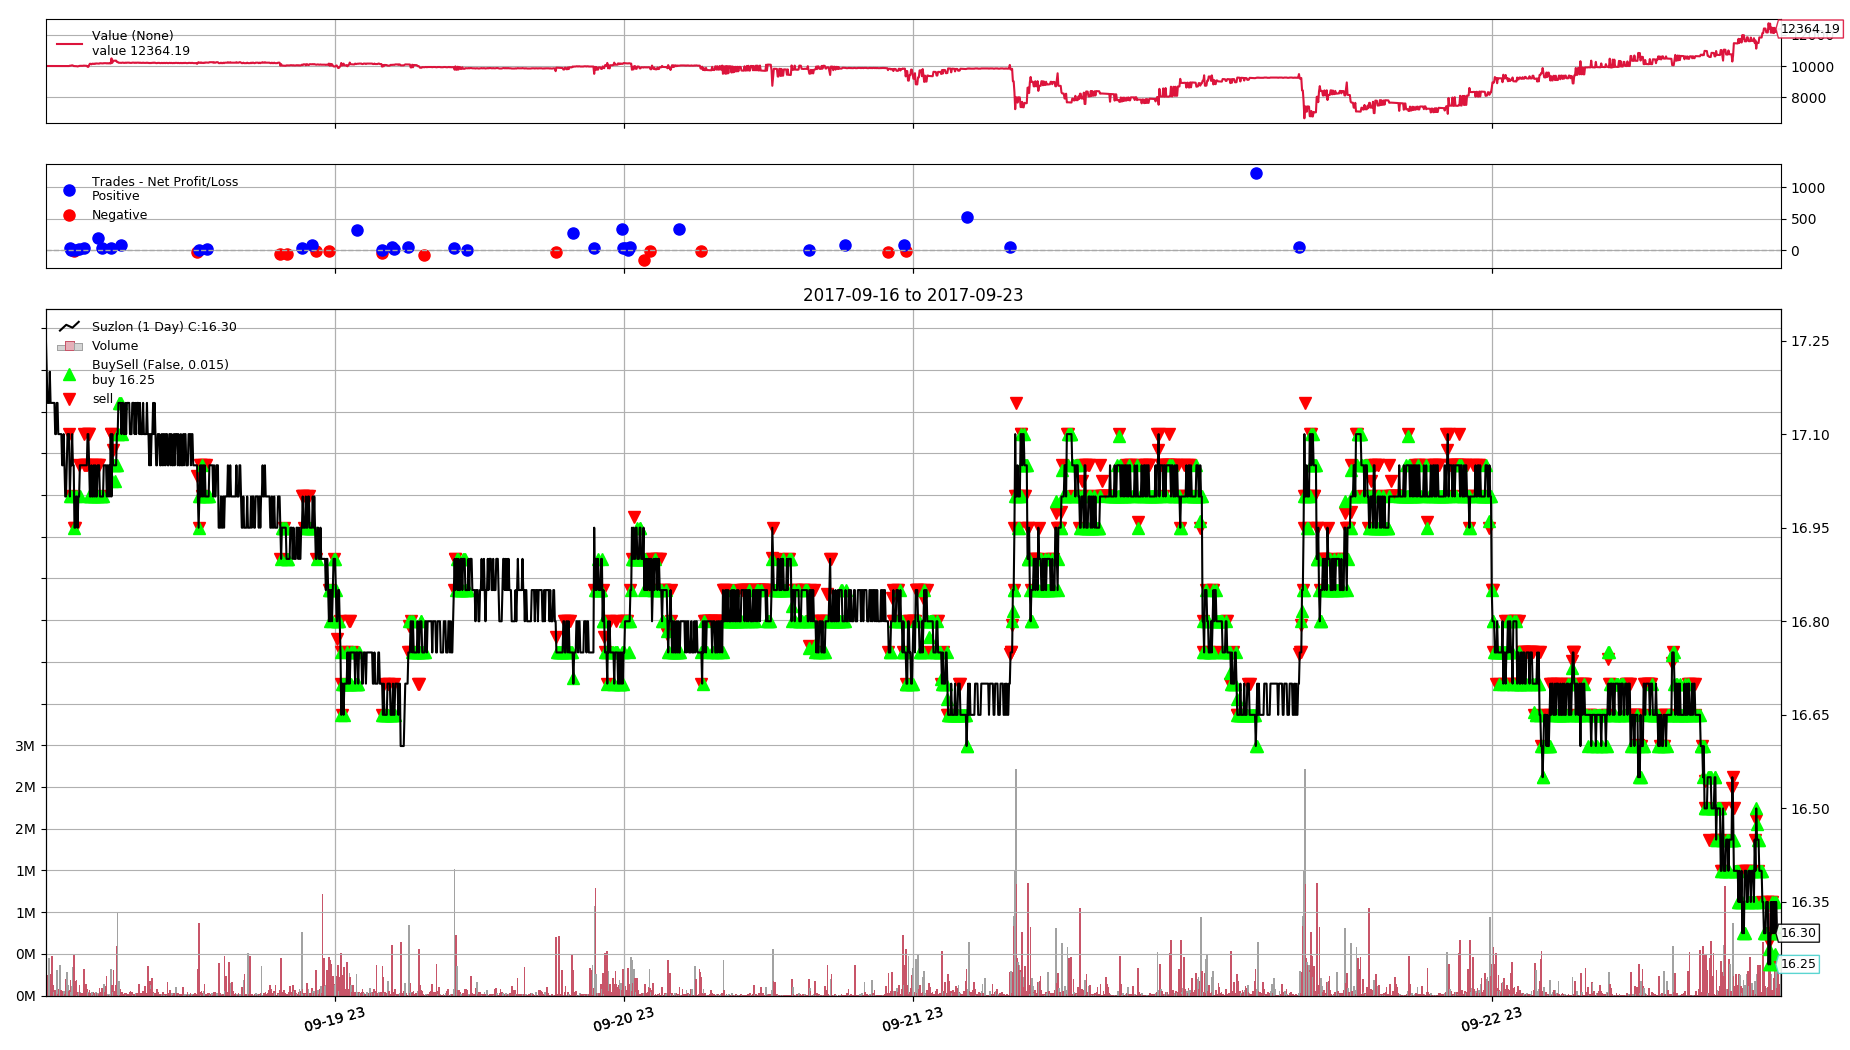 Value (None)
value 12364.19
12364.19
10000
8000
Trades - Net Profit/Loss
Positive
Negative
1000
500
0
2017-09-16 to 2017-09-23
Suzlon (1 Day) C:16.30
Volume
BuySell (False, 0.015)
buy 16.25
sell
17.25
17.10
16.95
16.80
16.65
16.50
16.35
16.30
16.25
3M
2M
2M
1M
1M
0M
0M
09-19 23
09-20 23
09-21 23
09-22 23